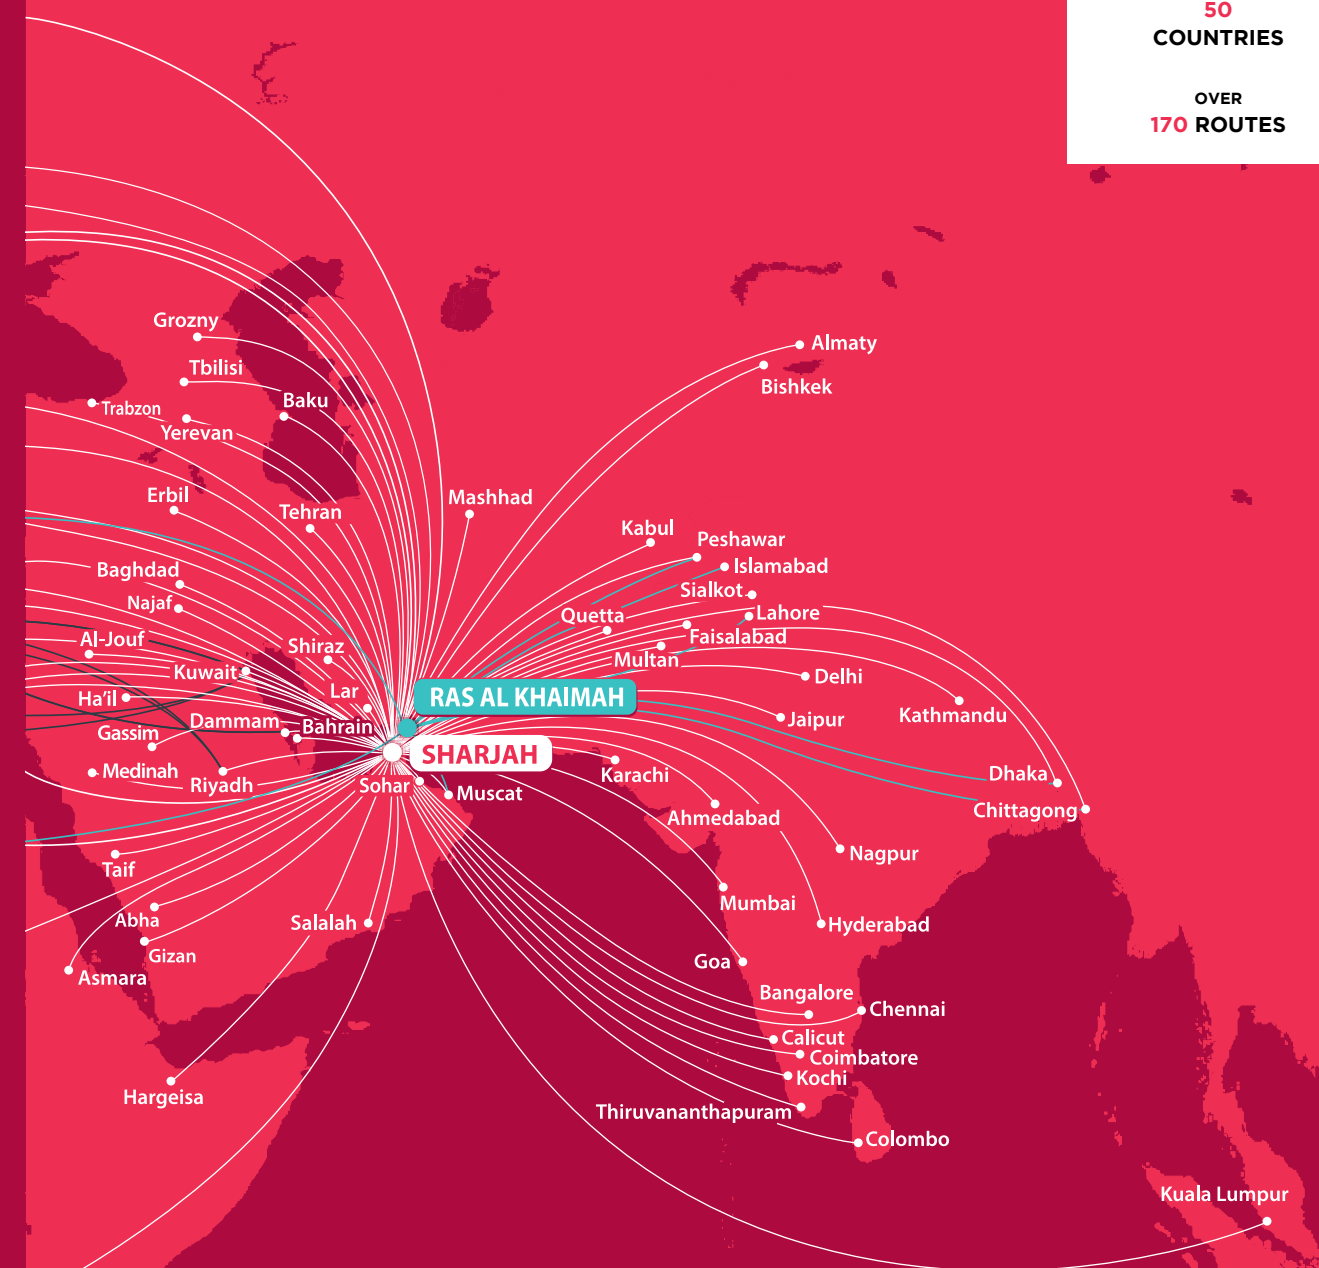 50
COUNTRIES
OVER
170 ROUTES
Grozny
Almaty
Tbilisi
Bishkek
Baku
Trabzon
Yerevan
Erbil
Mashhad
Tehran
Kabul
Peshawar
Islamabad
Baghdad
Sialkot
Najaf
Lahore
Quetta
Al-Jouf
Faisalabad
Shiraz
Multan
Kuwait
Delhi
Lar
Ha'il
RAS AL KHAIMAH
Kathmandu
Dammam
Jaipur
Bahrain
Gassim
SHARJAH
Medinah
Karachi
Dhaka
Riyadh
Sohar
Muscat
Chittagong
Ahmedabad
Nagpur
Taif
Mumbai
Abha
Salalah
Hyderabad
Gizan
Goa
Asmara
Bangalore
Chennai
Calicut
Coimbatore
Kochi
Hargeisa
Thiruvananthapuram
Colombo
Kuala Lumpur